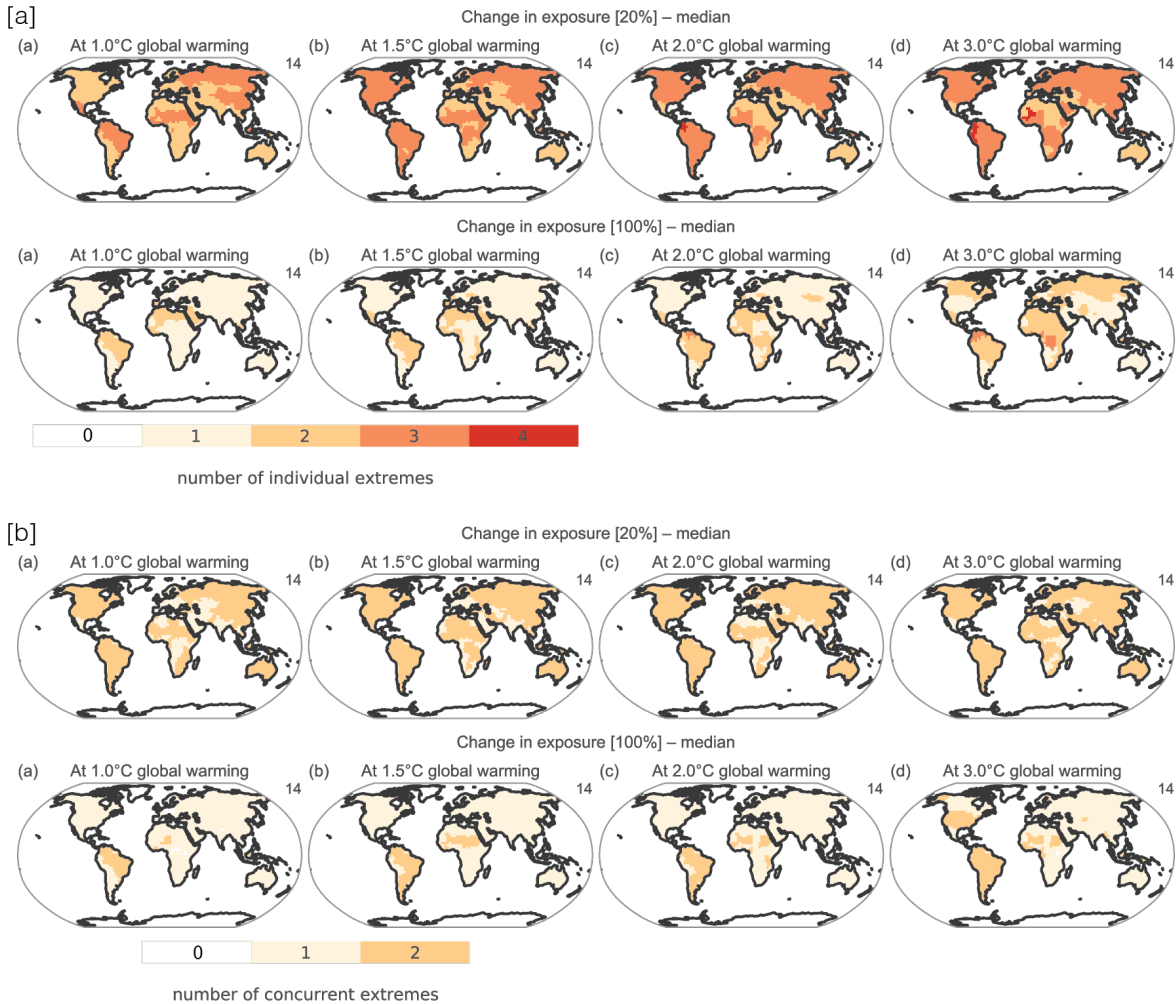 [a]
Change in exposure [20%] – median
(a) At 1.0°C global warming (b) At 1.5°C global warming (c) At 2.0°C global warming (d) At 3.0°C global warming
14 14 14 14
Change in exposure [100%] – median
(a) At 1.0°C global warming (b) At 1.5°C global warming (c) At 2.0°C global warming (d) At 3.0°C global warming
14 14 14 14
0 1 2 3 4
number of individual extremes
[b]
Change in exposure [20%] – median
(a) At 1.0°C global warming (b) At 1.5°C global warming (c) At 2.0°C global warming (d) At 3.0°C global warming
14 14 14 14
Change in exposure [100%] – median
(a) At 1.0°C global warming (b) At 1.5°C global warming (c) At 2.0°C global warming (d) At 3.0°C global warming
14 14 14 14
0 1 2
number of concurrent extremes